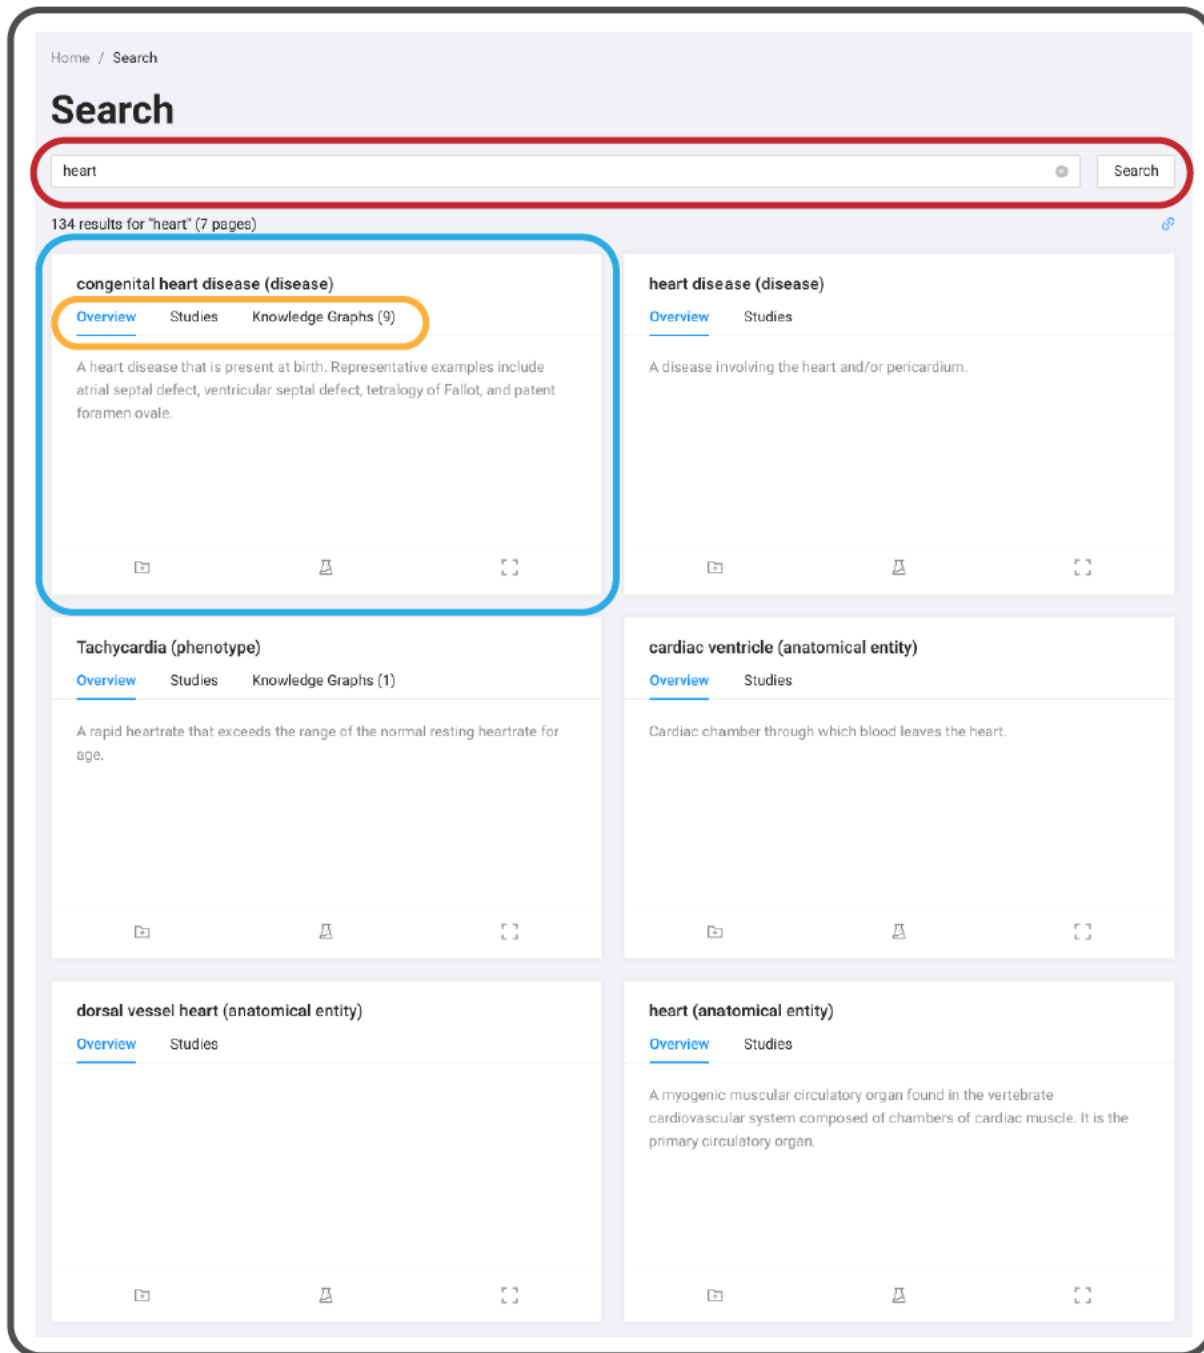 Home / Search
Search
heart
Search
134 results for "heart" (7 pages)
congenital heart disease (disease)
Overview Studies Knowledge Graphs (9)
A heart disease that is present at birth. Representative examples include
atrial septal defect, ventricular septal defect, tetralogy of Fallot, and patent
foramen ovale.
heart disease (disease)
Overview Studies
A disease involving the heart and/or pericardium.
Tachycardia (phenotype)
Overview Studies Knowledge Graphs (1)
A rapid heartrate that exceeds the range of the normal resting heartrate for
age.
cardiac ventricle (anatomical entity)
Overview Studies
Cardiac chamber through which blood leaves the heart.
dorsal vessel heart (anatomical entity)
Overview Studies
heart (anatomical entity)
Overview Studies
A myogenic muscular circulatory organ found in the vertebrate
cardiovascular system composed of chambers of cardiac muscle. It is the
primary circulatory organ.